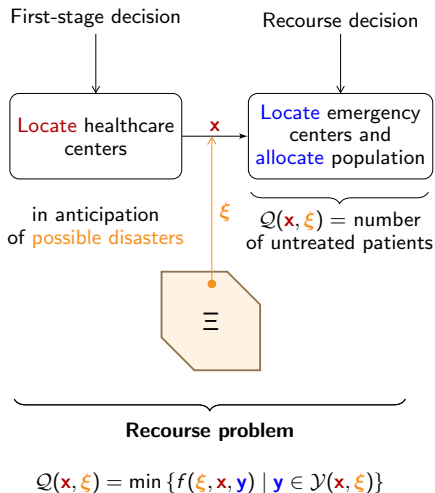 First-stage decision
Recourse decision
Locate healthcare
centers
x
Locate emergency
centers and
allocate population
in anticipation
of possible disasters
ξ
𝒬(x, ξ) = number
of untreated patients
Ξ
Recourse problem
𝒬(x, ξ) = min {f(ξ, x, y) | y ∈ 𝒴(x, ξ)}